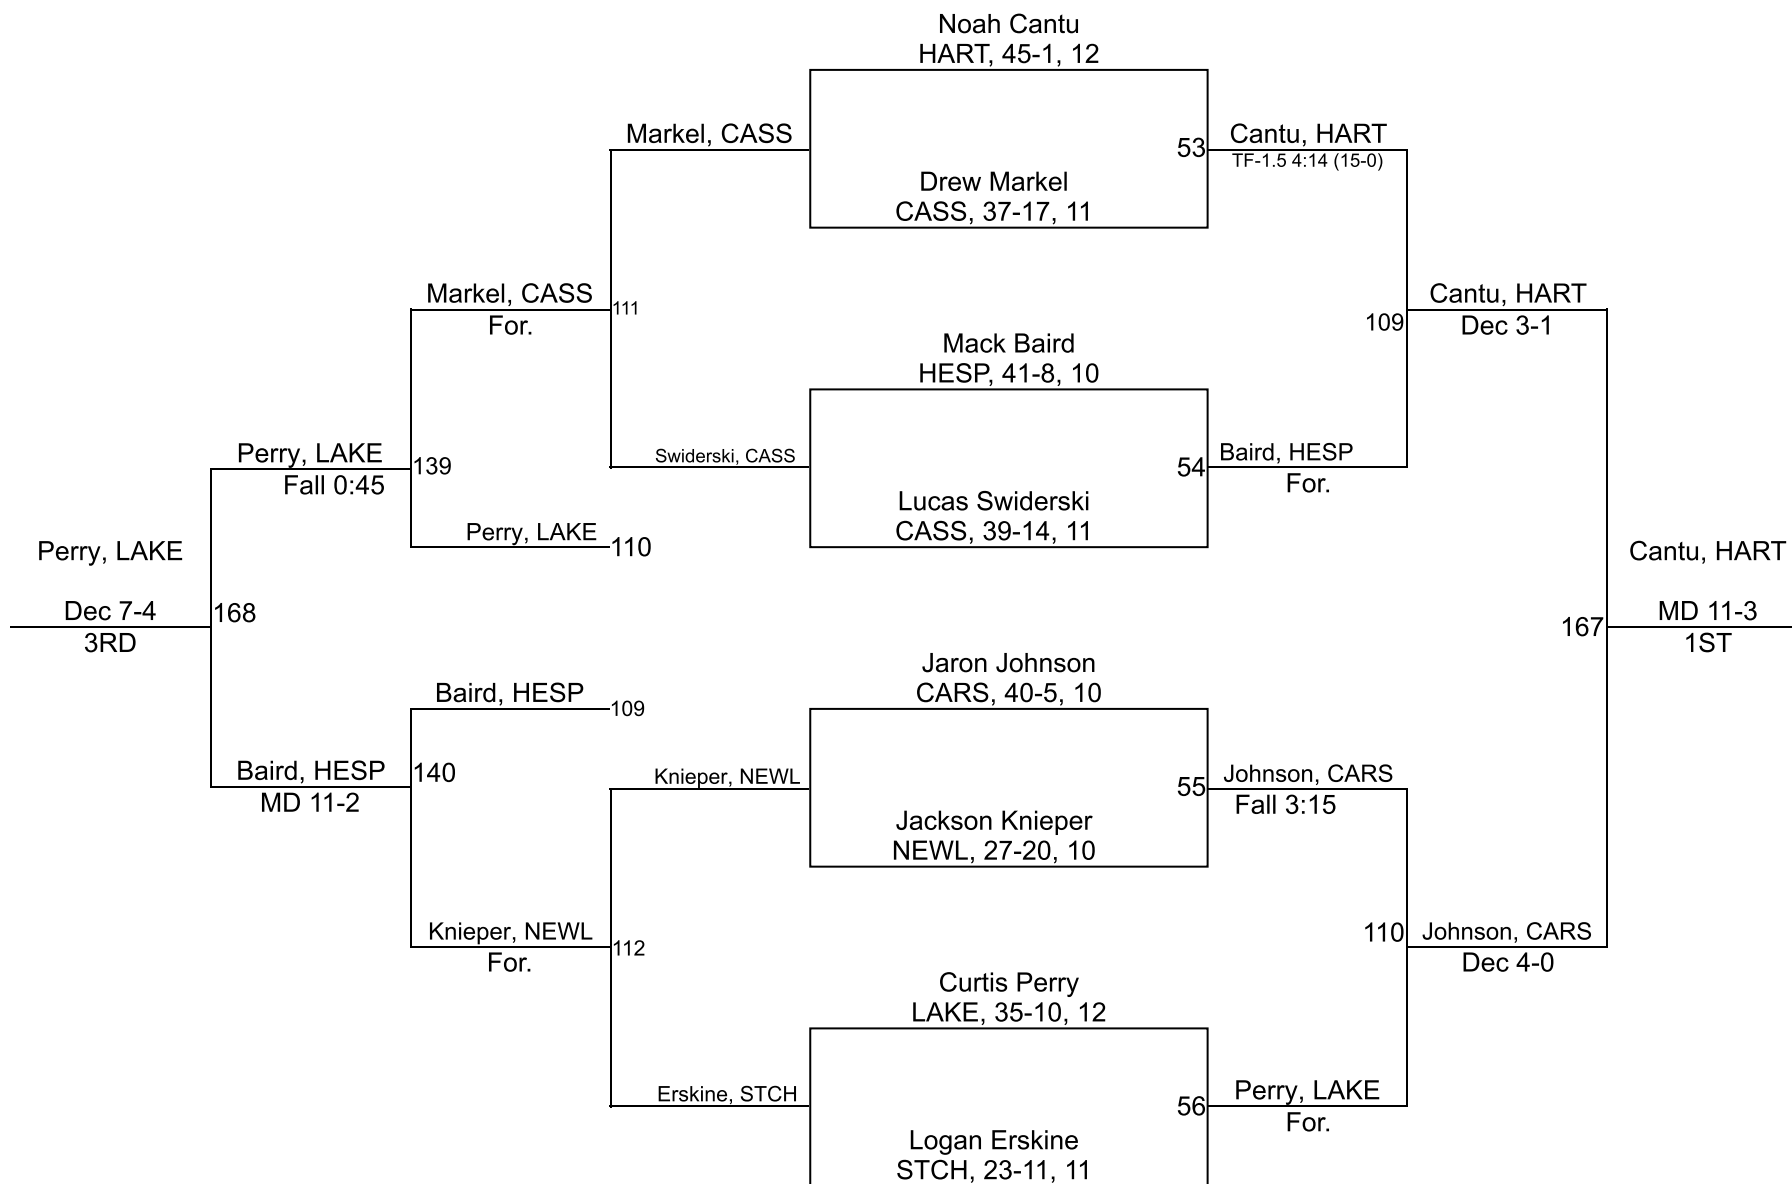 Noah Cantu
HART, 45-1, 12
Markel, CASS
53
Cantu, HART
TF-1.5 4:14 (15-0)
Drew Markel
CASS, 37-17, 11
Markel, CASS
For.
111
Cantu, HART
109
Dec 3-1
Mack Baird
HESP, 41-8, 10
Perry, LAKE
139
Fall 0:45
Swiderski, CASS
54
Baird, HESP
For.
Lucas Swiderski
CASS, 39-14, 11
Perry, LAKE
110
Perry, LAKE
Dec 7-4
3RD
168
Cantu, HART
167
MD 11-3
1ST
Jaron Johnson
CARS, 40-5, 10
Baird, HESP
109
Baird, HESP
140
MD 11-2
Knieper, NEWL
55
Johnson, CARS
Fall 3:15
Jackson Knieper
NEWL, 27-20, 10
Knieper, NEWL
For.
112
110
Johnson, CARS
Dec 4-0
Curtis Perry
LAKE, 35-10, 12
Erskine, STCH
56
Perry, LAKE
For.
Logan Erskine
STCH, 23-11, 11